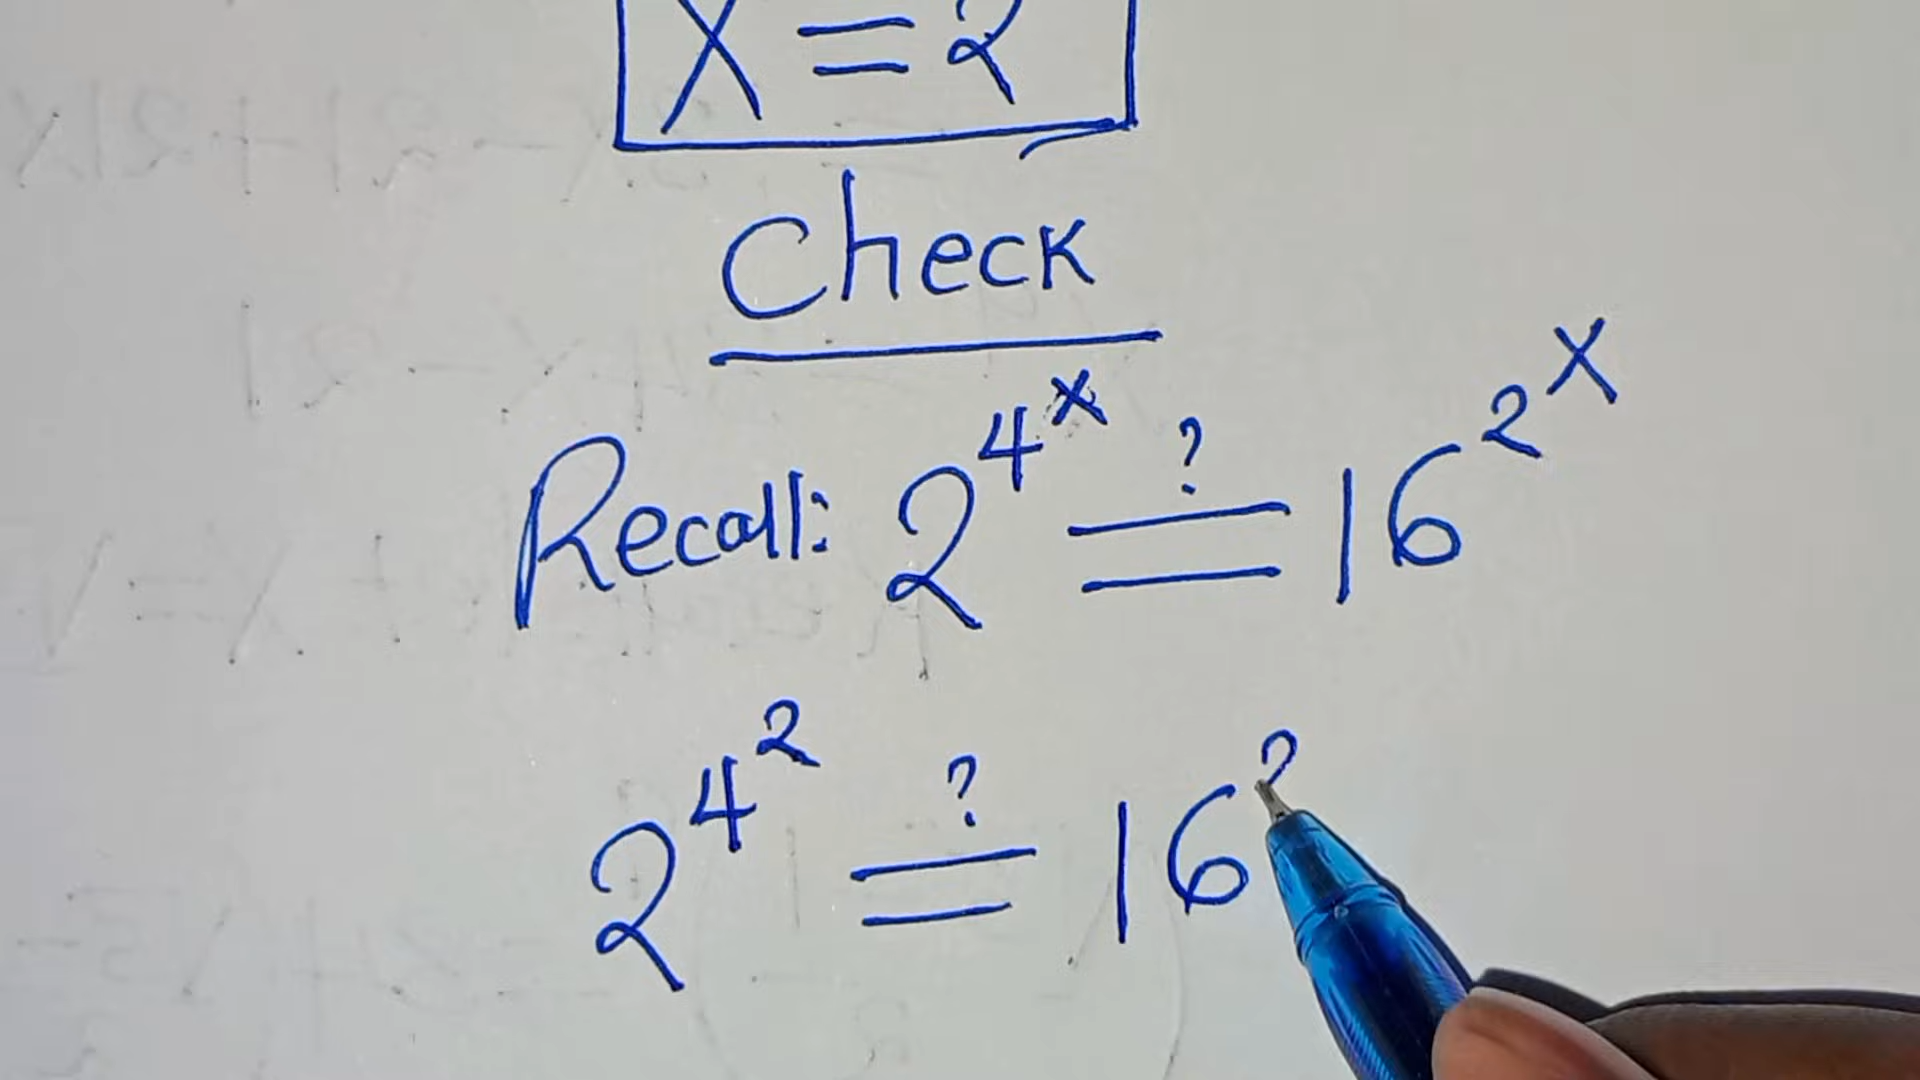 X = 2
Check
Recall: 2^4^x ?= 16^2^x
2^4^2 ?= 16^2